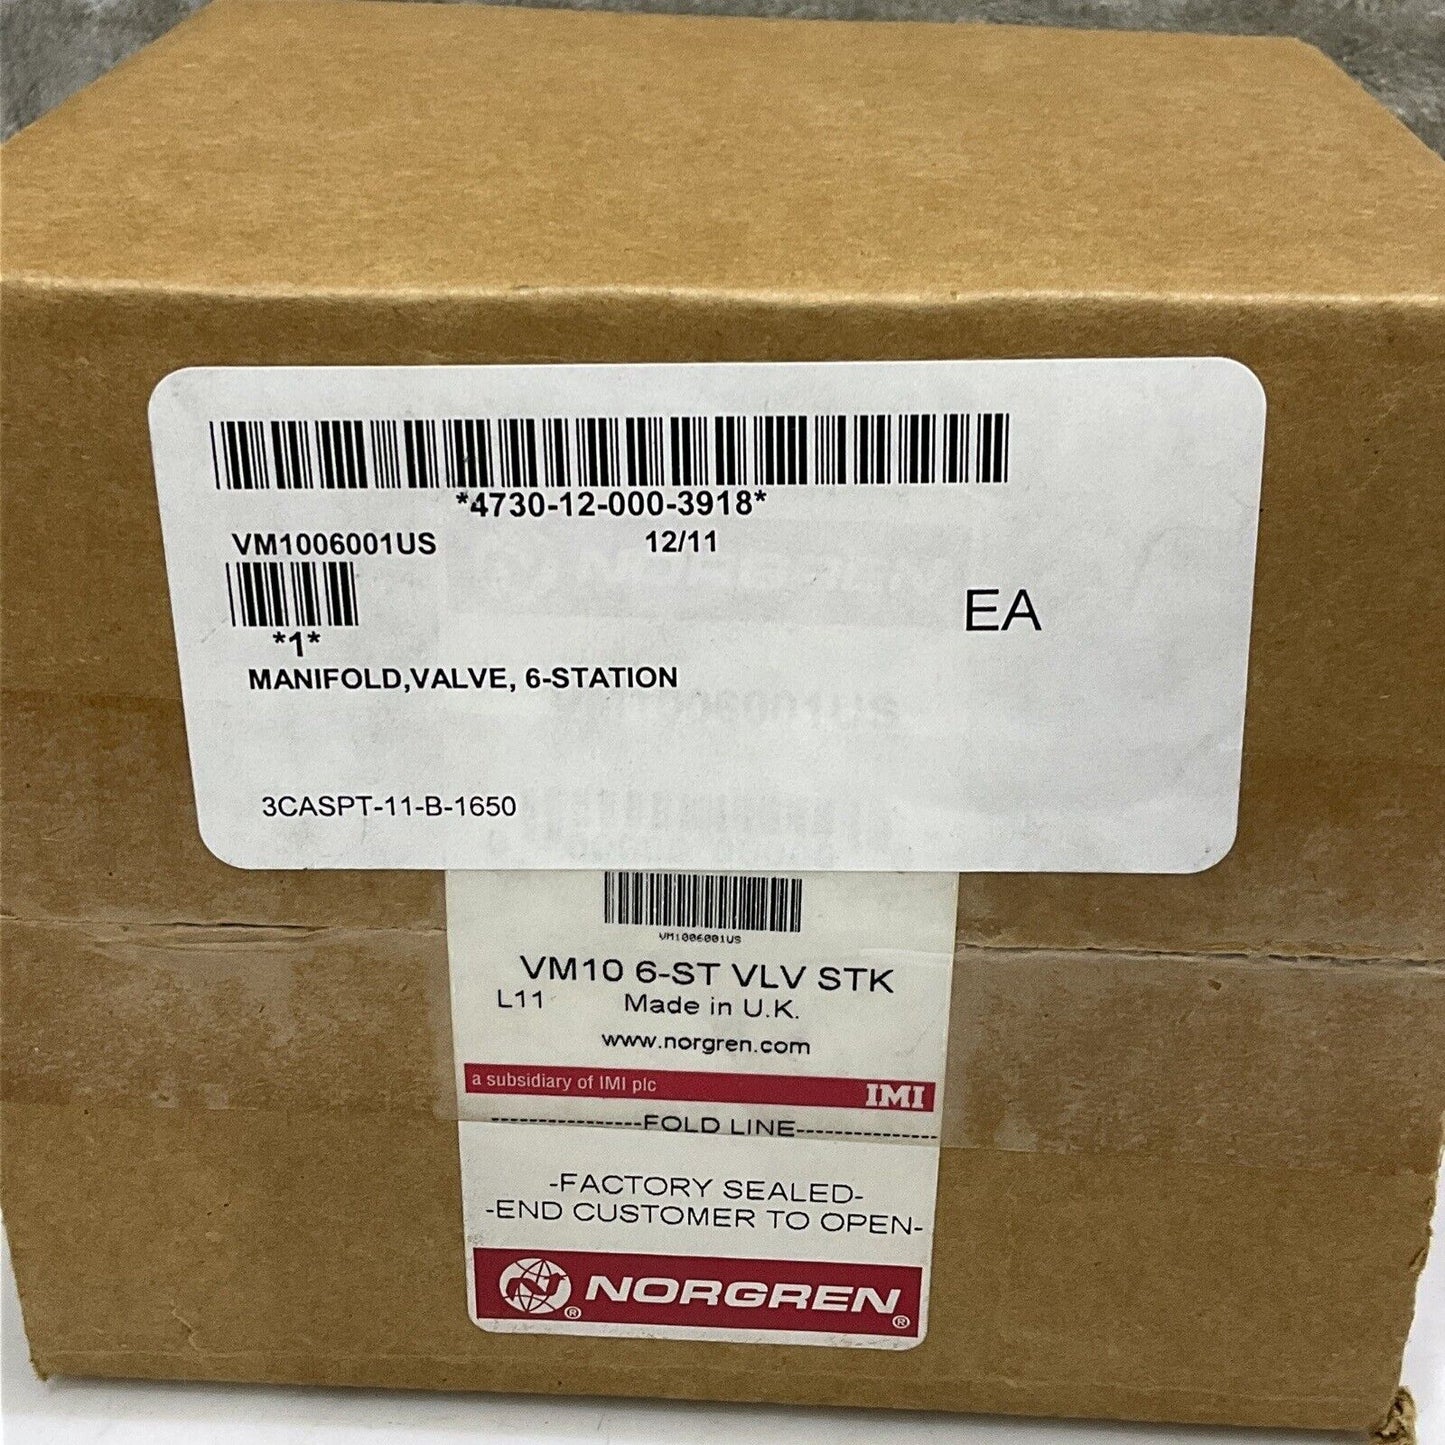 *4730-12-000-3918*
VM1006001US 12/11
*1*
EA
MANIFOLD,VALVE, 6-STATION
3CASPT-11-B-1650
VM1006001US
VM10 6-ST VLV STK
L11 Made in U.K.
www.norgren.com
a subsidiary of IMI plc IMI
----------------FOLD LINE----------------
-FACTORY SEALED-
-END CUSTOMER TO OPEN-
NORGREN